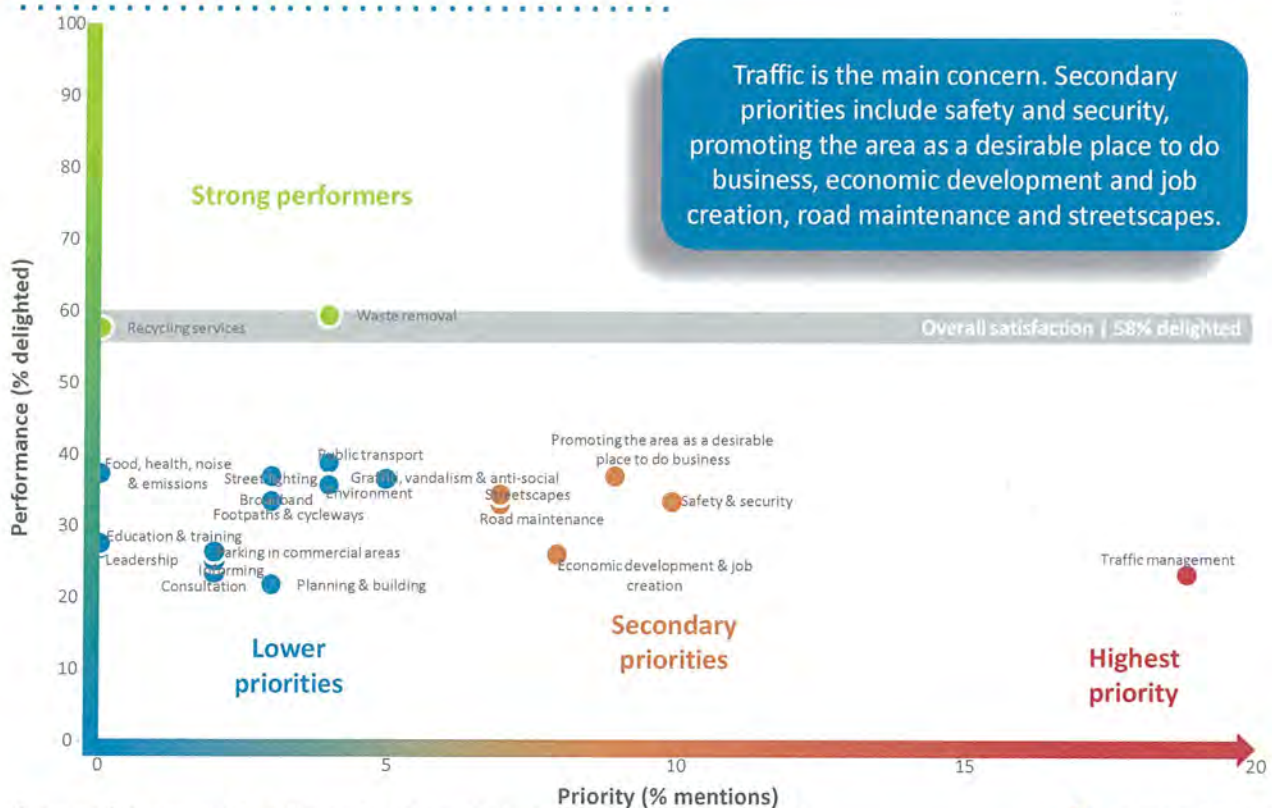 Traffic is the main concern. Secondary
priorities include safety and security,
promoting the area as a desirable place to do
business, economic development and job
creation, road maintenance and streetscapes.
Performance (% delighted)
100
90
80
70
60
50
40
30
20
10
0
Strong performers
Recycling services
Waste removal
Overall satisfaction | 58% delighted
Food, health, noise
& emissions
Public transport
Street lighting
Graffiti, vandalism & anti-social
Environment
Broadband
Footpaths & cycleways
Promoting the area as a desirable
place to do business
Streetscapes
Road maintenance
Safety & security
Education & training
Leadership
Parking in commercial areas
Informing
Consultation
Planning & building
Economic development & job
creation
Traffic management
Lower
priorities
Secondary
priorities
Highest
priority
0
5
10
15
20
Priority (% mentions)